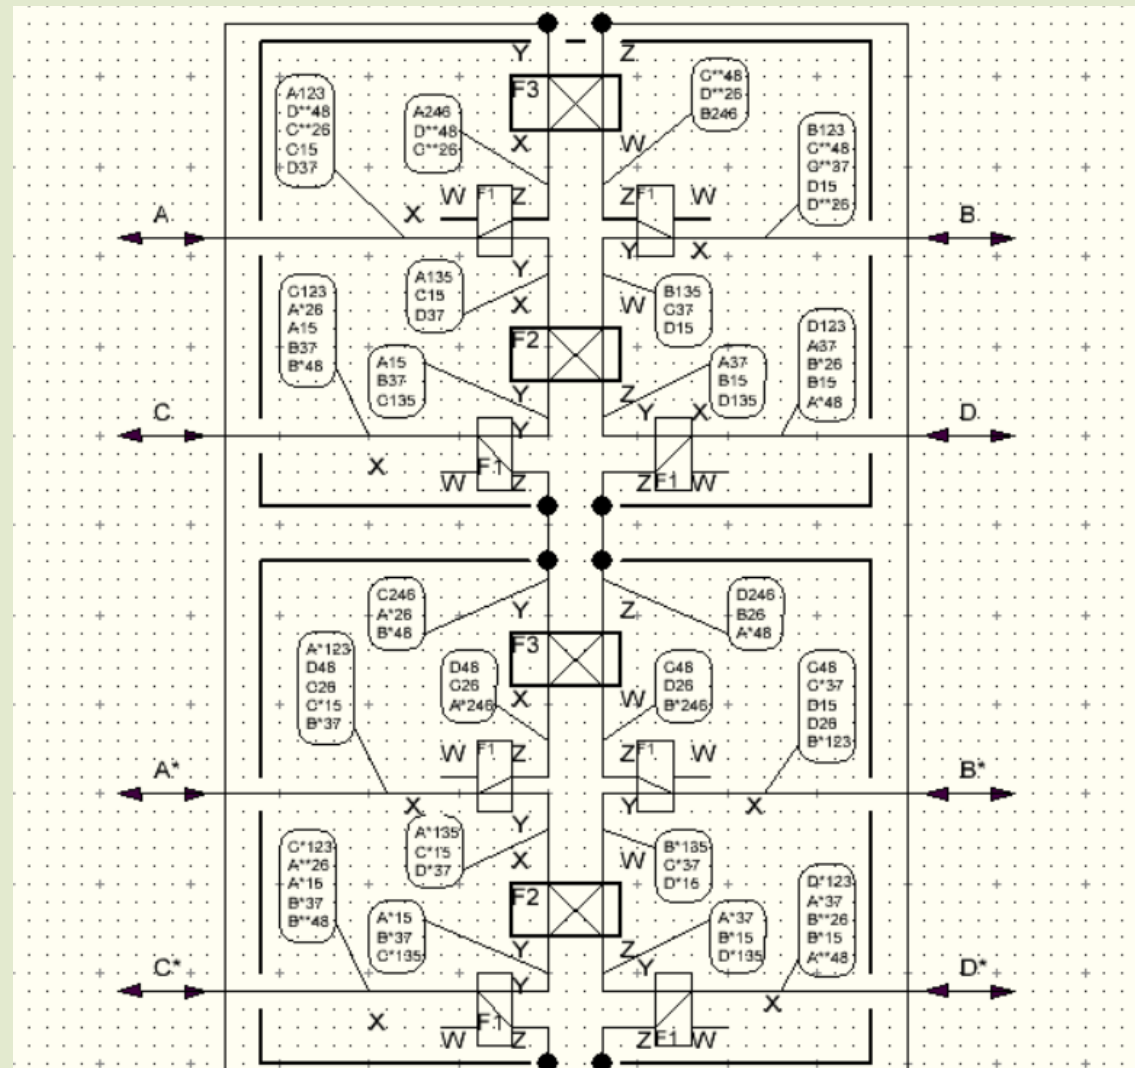 Y
Z
F3
C**48
D**26
B246
A123
D**48
C**26
C15
D37
A246
D**48
C**26
X
W
B123
C**48
C**37
D15
D**26
W
F1
Z
Z
F1
W
A
X
B
Y
Y
X
A135
C15
D37
X
W
B135
C37
D15
C123
A*26
A15
B37
B*48
F2
D123
A37
B*26
B15
A*48
A15
B37
C135
A37
B15
D135
Y
Z
Y
X
C
Y
D
X
F1
W
Z
Z
F1
W
C246
A*26
B*48
Y
Z
D246
B26
A*48
F3
A*123
D48
C26
C*15
B*37
D48
C26
A*246
C48
D26
B*246
C48
C*37
D15
D26
B*123
X
W
W
F1
Z
Z
F1
W
A*
B*
X
Y
X
Y
A*135
C*15
D*37
X
W
B*135
C*37
D*15
C*123
A**26
A*15
B*37
B**48
F2
D*123
A*37
B**26
B*15
A**48
A*15
B*37
C*135
A*37
B*15
D*135
Y
Z
Y
C*
Y
D*
X
X
F1
W
Z
Z
F1
W